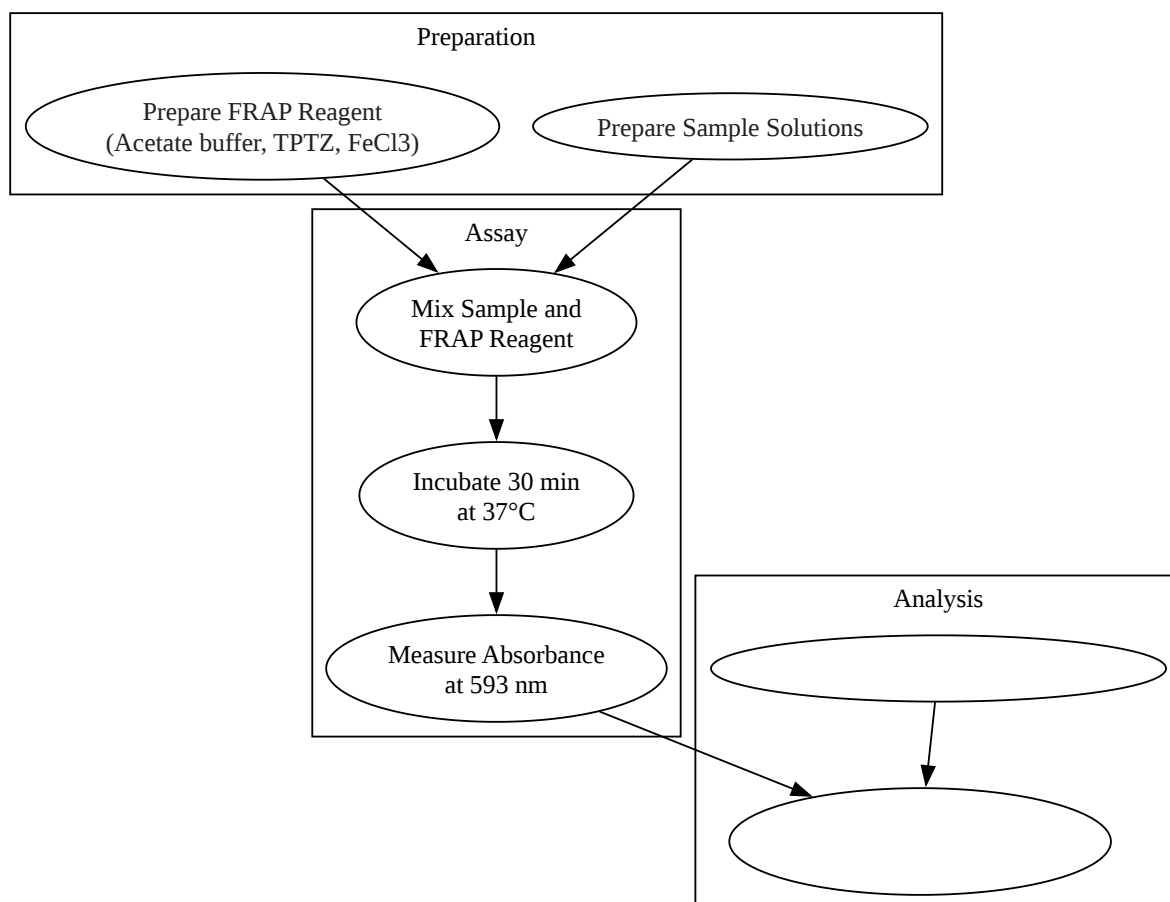 Preparation
Prepare FRAP Reagent
(Acetate buffer, TPTZ, FeCl3)
Prepare Sample Solutions
Assay
Mix Sample and
FRAP Reagent
Incubate 30 min
at 37°C
Measure Absorbance
at 593 nm
Analysis